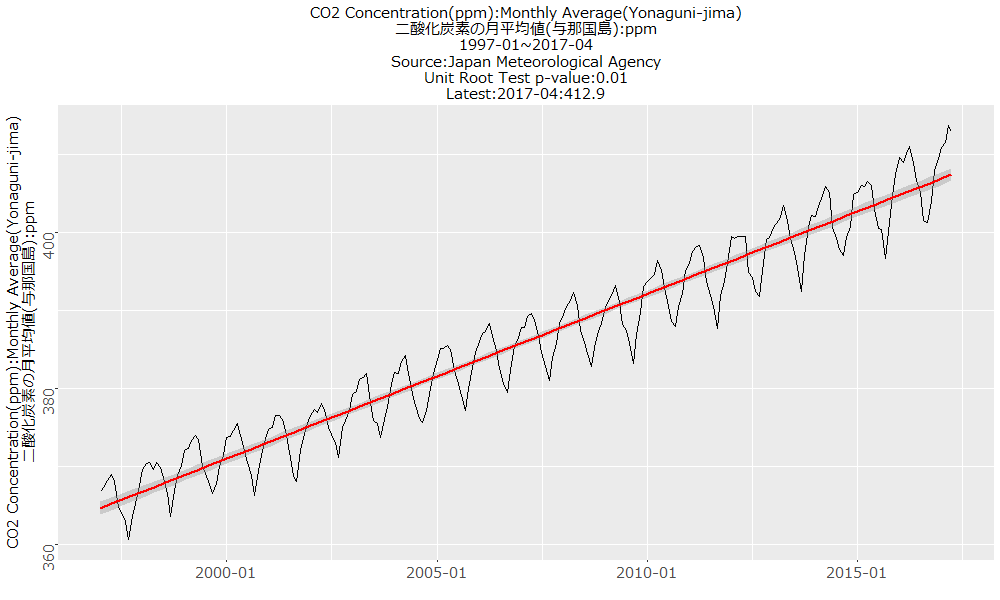 CO2 Concentration(ppm):Monthly Average(Yonaguni-jima)
二酸化炭素の月平均値(与那国島):ppm
1997-01~2017-04
Source:Japan Meteorological Agency
Unit Root Test p-value:0.01
Latest:2017-04:412.9
CO2 Concentration(ppm):Monthly Average(Yonaguni-jima)
二酸化炭素の月平均値(与那国島):ppm
400
380
360
2000-01
2005-01
2010-01
2015-01